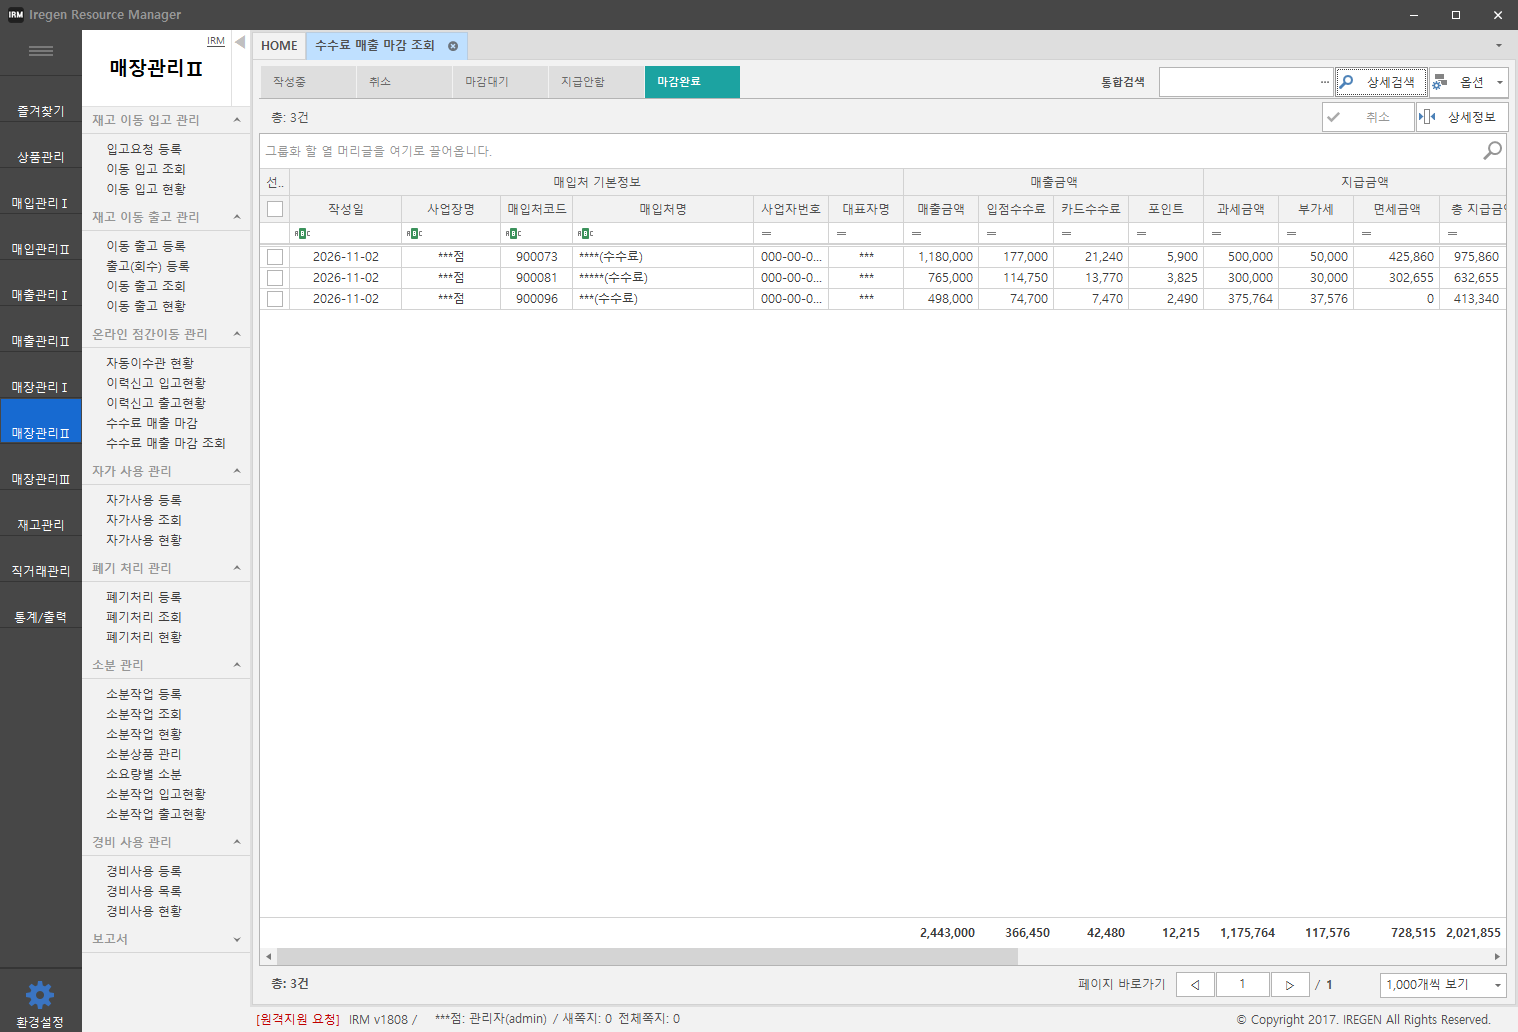 IRM Iregen Resource Manager
IRM
매장관리Ⅱ
즐겨찾기
상품관리
매입관리Ⅰ
매입관리Ⅱ
매출관리Ⅰ
매출관리Ⅱ
매장관리Ⅰ
매장관리Ⅱ
매장관리Ⅲ
재고관리
직거래관리
통계/출력
환경설정
재고 이동 입고 관리
입고요청 등록
이동 입고 조회
이동 입고 현황
재고 이동 출고 관리
이동 출고 등록
출고(회수) 등록
이동 출고 조회
이동 출고 현황
온라인 점간이동 관리
자동이수관 현황
이력신고 입고현황
이력신고 출고현황
수수료 매출 마감
수수료 매출 마감 조회
자가 사용 관리
자가사용 등록
자가사용 조회
자가사용 현황
폐기 처리 관리
폐기처리 등록
폐기처리 조회
폐기처리 현황
소분 관리
소분작업 등록
소분작업 조회
소분작업 현황
소분상품 관리
소요량별 소분
소분작업 입고현황
소분작업 출고현황
경비 사용 관리
경비사용 등록
경비사용 목록
경비사용 현황
보고서
HOME 수수료 매출 마감 조회
작성중 취소 마감대기 지급안함 마감완료 통합검색 ... 상세검색 옵션
총: 3건 취소 상세정보
그룹화 할 열 머리글을 여기로 끌어옵니다.
선.. 매입처 기본정보 매출금액 지급금액
작성일 사업장명 매입처코드 매입처명 사업자번호 대표자명 매출금액 입점수수료 카드수수료 포인트 과세금액 부가세 면세금액 총 지급금
ABC ABC ABC ABC = = = = = = = = = =
2026-11-02 ***점 900073 ****(수수료) 000-00-0... *** 1,180,000 177,000 21,240 5,900 500,000 50,000 425,860 975,860
2026-11-02 ***점 900081 *****(수수료) 000-00-0... *** 765,000 114,750 13,770 3,825 300,000 30,000 302,655 632,655
2026-11-02 ***점 900096 ***(수수료) 000-00-0... *** 498,000 74,700 7,470 2,490 375,764 37,576 0 413,340
2,443,000 366,450 42,480 12,215 1,175,764 117,576 728,515 2,021,855
총: 3건 페이지 바로가기 1 / 1 1,000개씩 보기
[원격지원 요청] IRM v1808 / ***점: 관리자(admin) / 새쪽지: 0 전체쪽지: 0 © Copyright 2017. IREGEN All Rights Reserved.